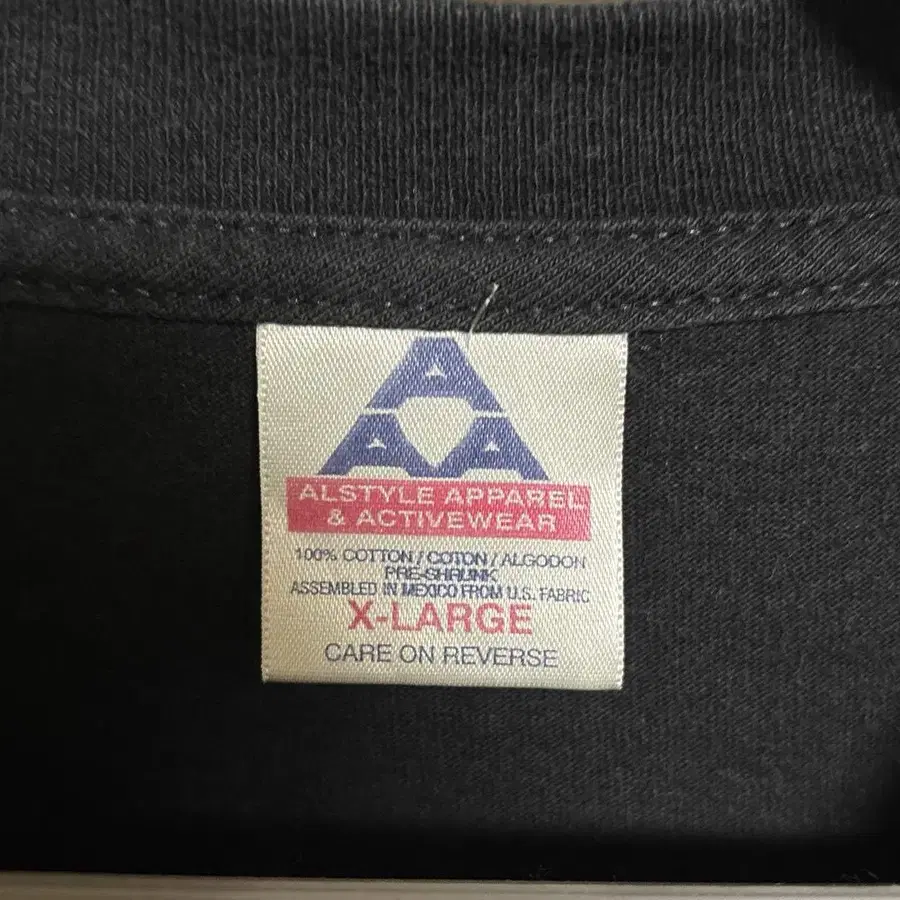 A
A A
ALSTYLE APPAREL
& ACTIVEWEAR
100% COTTON / COTON / ALGODON
PRE-SHRUNK
ASSEMBLED IN MEXICO FROM U.S. FABRIC
X-LARGE
CARE ON REVERSE